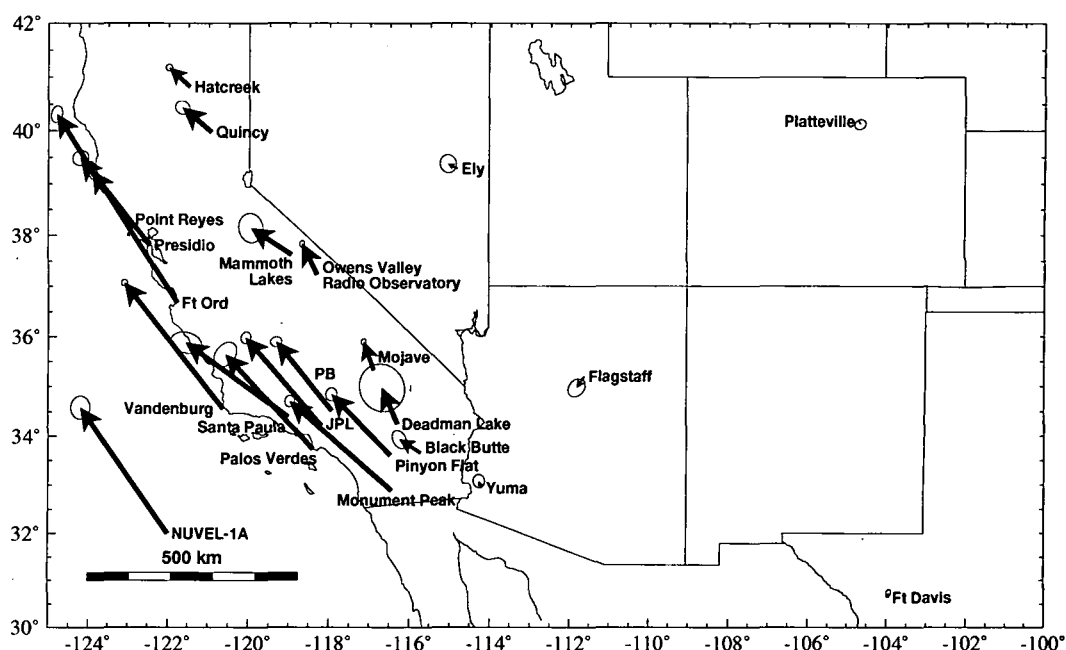 42°
Hatcreek
Quincy
Platteville
40°
Ely
Point Reyes
Presidio
38°
Mammoth
Lakes
Owens Valley
Radio Observatory
Ft Ord
36°
Mojave
PB
Flagstaff
Vandenburg
Santa Paula
JPL
Deadman Lake
34°
Palos Verdes
Black Butte
Pinyon Flat
Monument Peak
Yuma
NUVEL-1A
32°
500 km
Ft Davis
30°
-124° -122° -120° -118° -116° -114° -112° -110° -108° -106° -104° -102° -100°